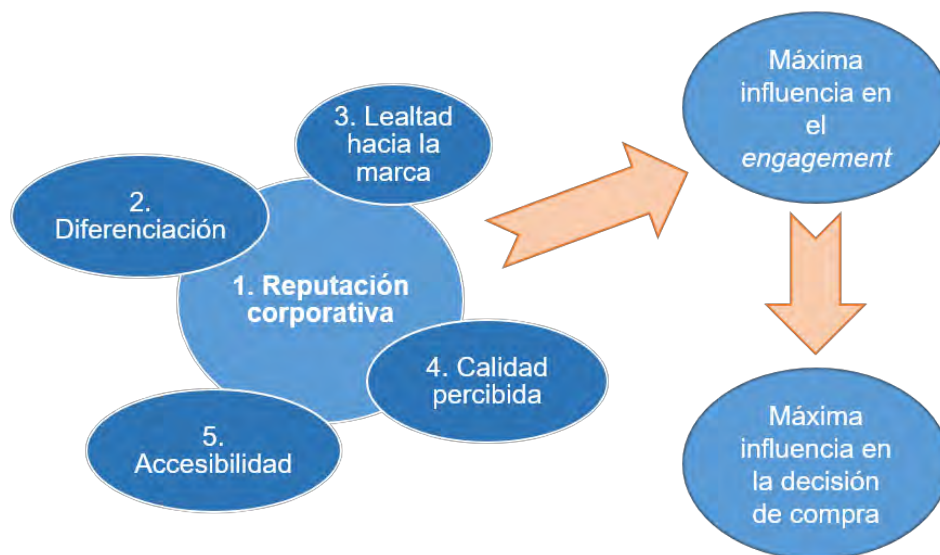 1. Reputación
corporativa
2.
Diferenciación
3. Lealtad
hacia la
marca
4. Calidad
percibida
5.
Accesibilidad
Máxima
influencia en
el
engagement
Máxima
influencia en
la decisión
de compra